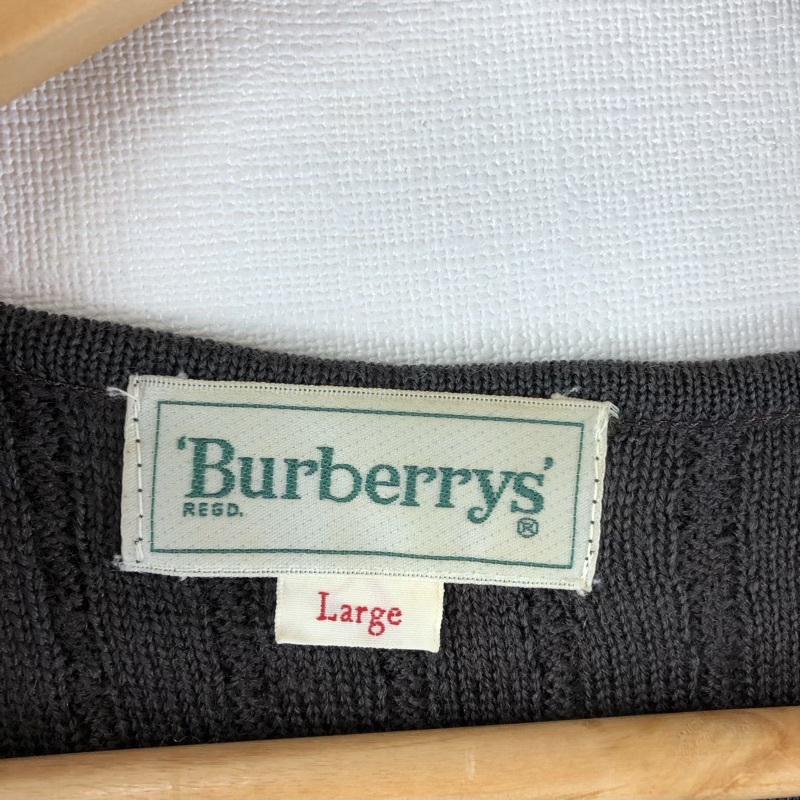 'Burberrys'
REGD. ®
Large